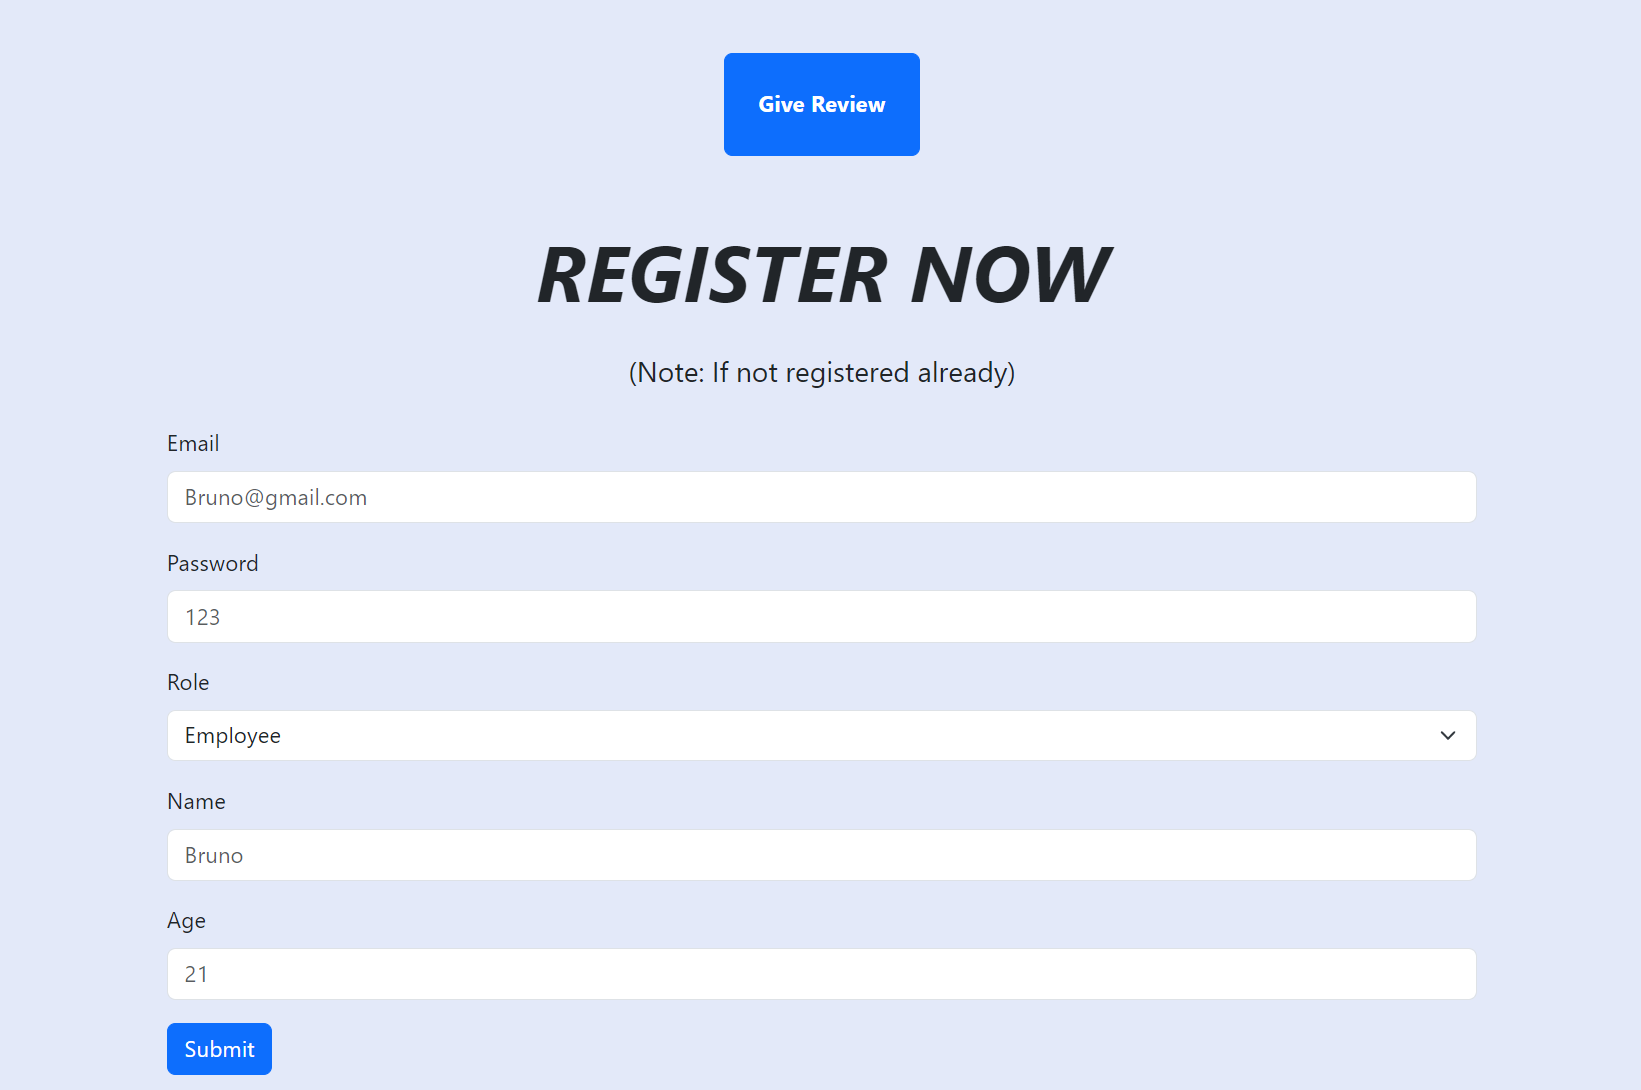 Give Review
REGISTER NOW
(Note: If not registered already)
Email
Bruno@gmail.com
Password
123
Role
Employee
Name
Bruno
Age
21
Submit